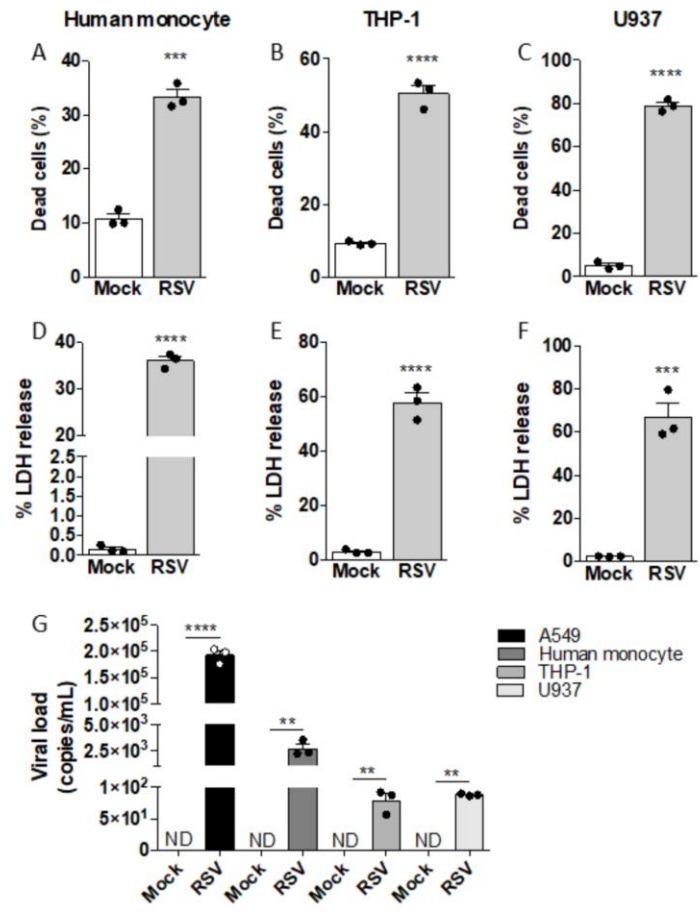 Human monocyte
THP-1
U937
A
Dead cells (%)
40
30
20
10
0
***
Mock
RSV
B
Dead cells (%)
60
40
20
0
****
Mock
RSV
C
Dead cells (%)
100
80
60
40
20
0
****
Mock
RSV
D
% LDH release
40
35
30
25
20
2.5
2.0
1.5
1.0
0.5
0.0
****
Mock
RSV
E
% LDH release
80
60
40
20
0
****
Mock
RSV
F
% LDH release
100
80
60
40
20
0
***
Mock
RSV
G
Viral load
(copies/mL)
2.5×10⁵
2.0×10⁵
1.5×10⁵
1.0×10⁵
5.0×10³
2.5×10³
1×10²
5×10¹
0
****
**
**
**
ND
ND
ND
ND
Mock
RSV
Mock
RSV
Mock
RSV
Mock
RSV
A549
Human monocyte
THP-1
U937